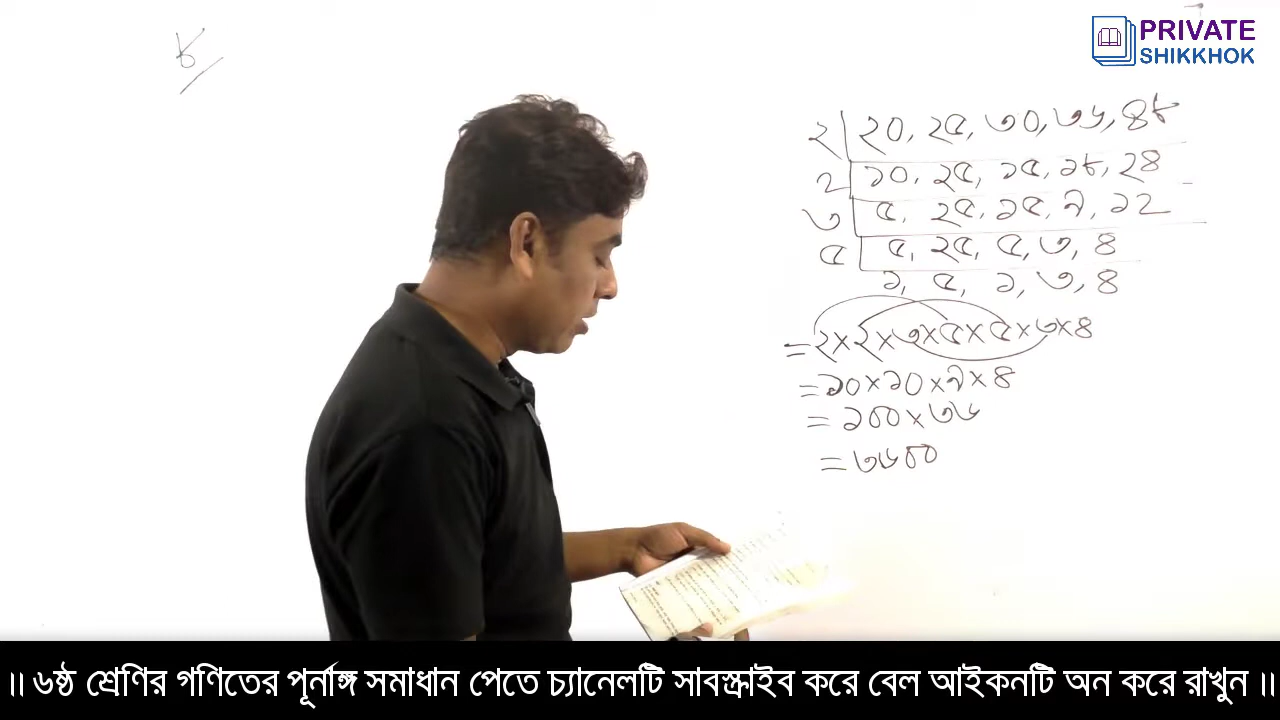 ৮
PRIVATE
SHIKKHOK
২ | ২০, ২৫, ৩০, ৩৬, ৪৮
২ | ১০, ২৫, ১৫, ১৮, ২৪
৩ | ৫, ২৫, ১৫, ৯, ১২
৫ | ৫, ২৫, ৫, ৩, ৪
১, ৫, ১, ৩, ৪
= ২×২×৩×৫×৫×৩×৪
= ১০×১০×৯×৪
= ১০০×৩৬
= ৩৬০০
॥ ৬ষ্ঠ শ্রেণির গণিতের পূর্নাঙ্গ সমাধান পেতে চ্যানেলটি সাবস্ক্রাইব করে বেল আইকনটি অন করে রাখুন ॥